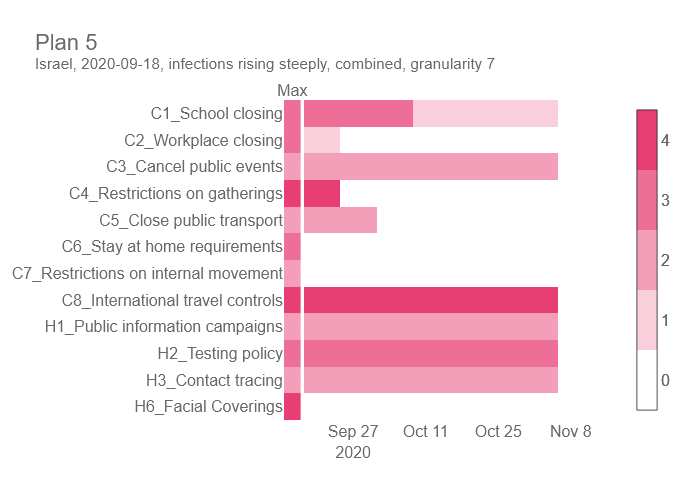 Plan 5
Israel, 2020-09-18, infections rising steeply, combined, granularity 7
Max
C1_School closing
C2_Workplace closing
C3_Cancel public events
C4_Restrictions on gatherings
C5_Close public transport
C6_Stay at home requirements
C7_Restrictions on internal movement
C8_International travel controls
H1_Public information campaigns
H2_Testing policy
H3_Contact tracing
H6_Facial Coverings
Sep 27 Oct 11 Oct 25 Nov 8
2020
4
3
2
1
0